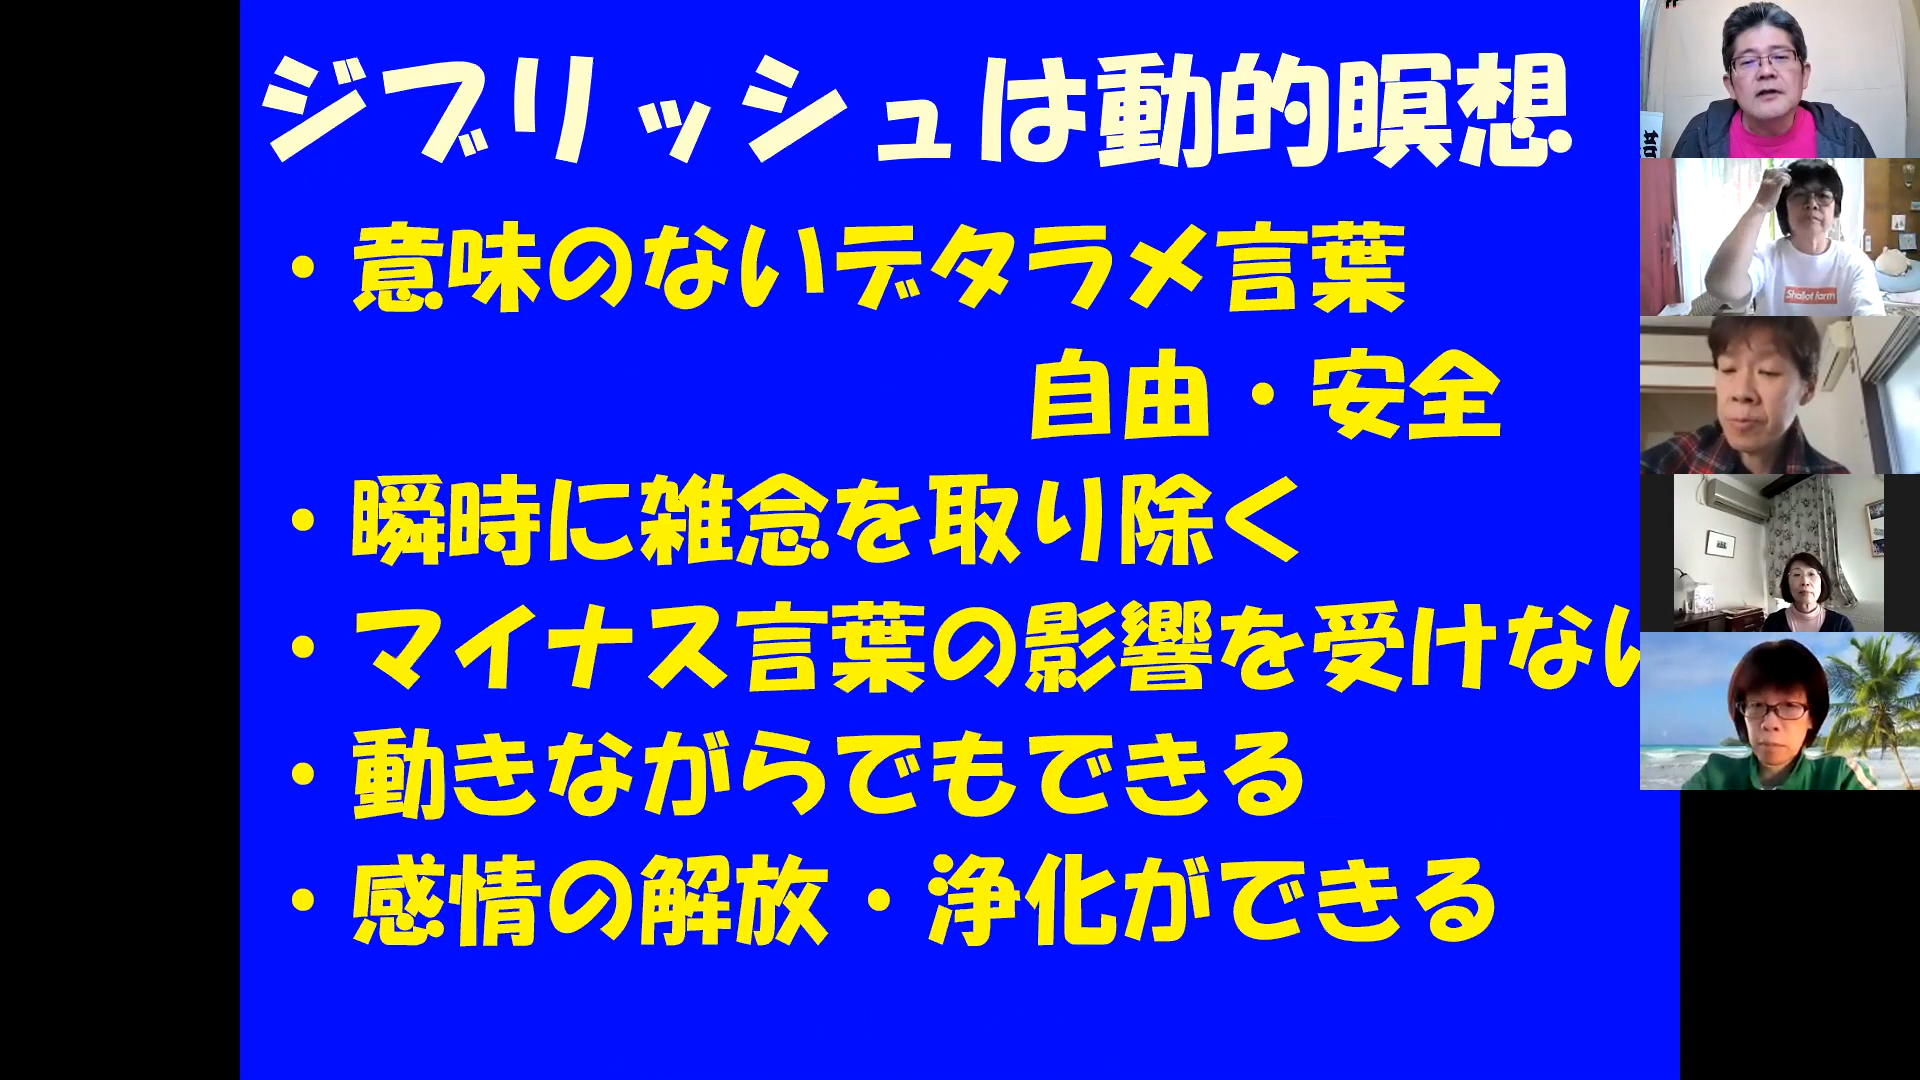 ジブリッシュは動的瞑想
・意味のないデタラメ言葉
自由・安全
・瞬時に雑念を取り除く
・マイナス言葉の影響を受けない
・動きながらでもできる
・感情の解放・浄化ができる
Shallot farm